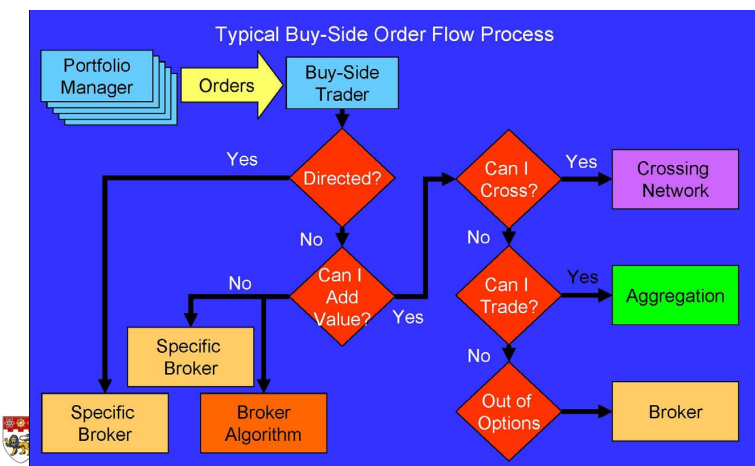 Typical Buy-Side Order Flow Process
Portfolio
Manager
Orders
Buy-Side
Trader
Yes
Directed?
No
Can I
Add
Value?
No
Yes
Specific
Broker
Specific
Broker
Broker
Algorithm
Can I
Cross?
Yes
Crossing
Network
No
Can I
Trade?
Yes
Aggregation
No
Out of
Options
Broker